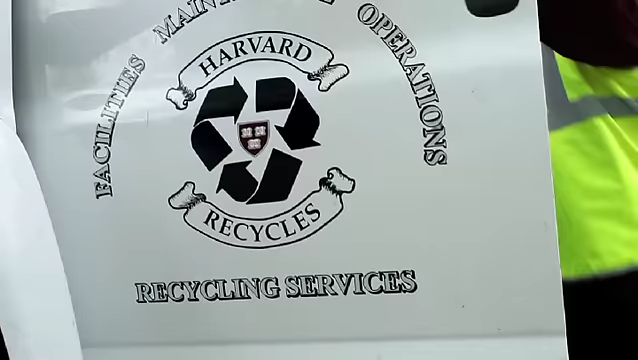 FACILITIES
OPERATIONS
HARVARD
RECYCLES
RECYCLING SERVICES